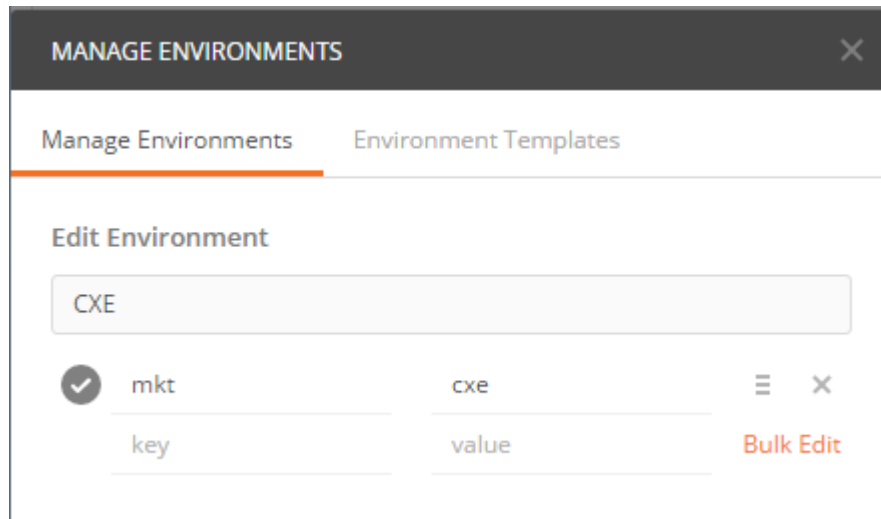 MANAGE ENVIRONMENTS
Manage Environments Environment Templates
Edit Environment
CXE
mkt cxe
key value Bulk Edit